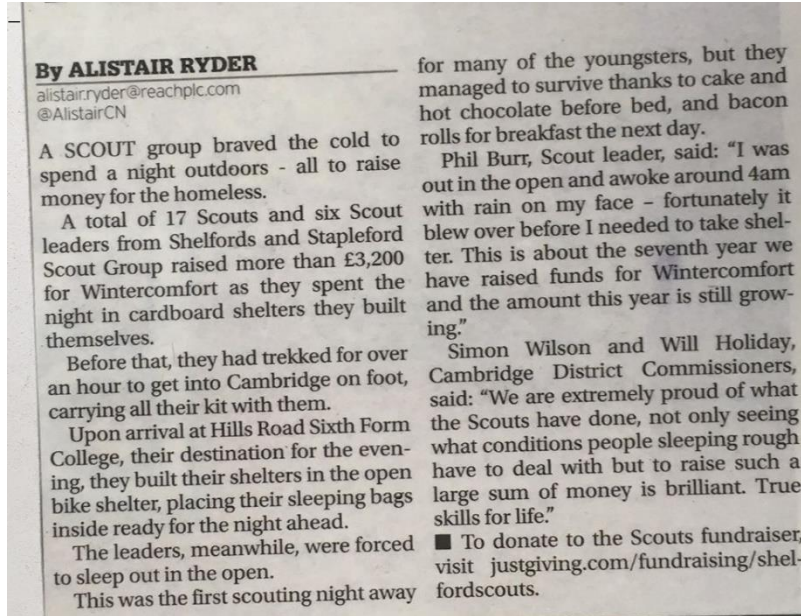 By ALISTAIR RYDER
alistair.ryder@reachplc.com
@AlistairCN
A SCOUT group braved the cold to
spend a night outdoors - all to raise
money for the homeless.
A total of 17 Scouts and six Scout
leaders from Shelfords and Stapleford
Scout Group raised more than £3,200
for Wintercomfort as they spent the
night in cardboard shelters they built
themselves.
Before that, they had trekked for over
an hour to get into Cambridge on foot,
carrying all their kit with them.
Upon arrival at Hills Road Sixth Form
College, their destination for the even-
ing, they built their shelters in the open
bike shelter, placing their sleeping bags
inside ready for the night ahead.
The leaders, meanwhile, were forced
to sleep out in the open.
This was the first scouting night away
for many of the youngsters, but they
managed to survive thanks to cake and
hot chocolate before bed, and bacon
rolls for breakfast the next day.
Phil Burr, Scout leader, said: “I was
out in the open and awoke around 4am
with rain on my face – fortunately it
blew over before I needed to take shel-
ter. This is about the seventh year we
have raised funds for Wintercomfort
and the amount this year is still grow-
ing.”
Simon Wilson and Will Holiday,
Cambridge District Commissioners,
said: “We are extremely proud of what
the Scouts have done, not only seeing
what conditions people sleeping rough
have to deal with but to raise such a
large sum of money is brilliant. True
skills for life.”
■ To donate to the Scouts fundraiser,
visit justgiving.com/fundraising/shel-
fordscouts.